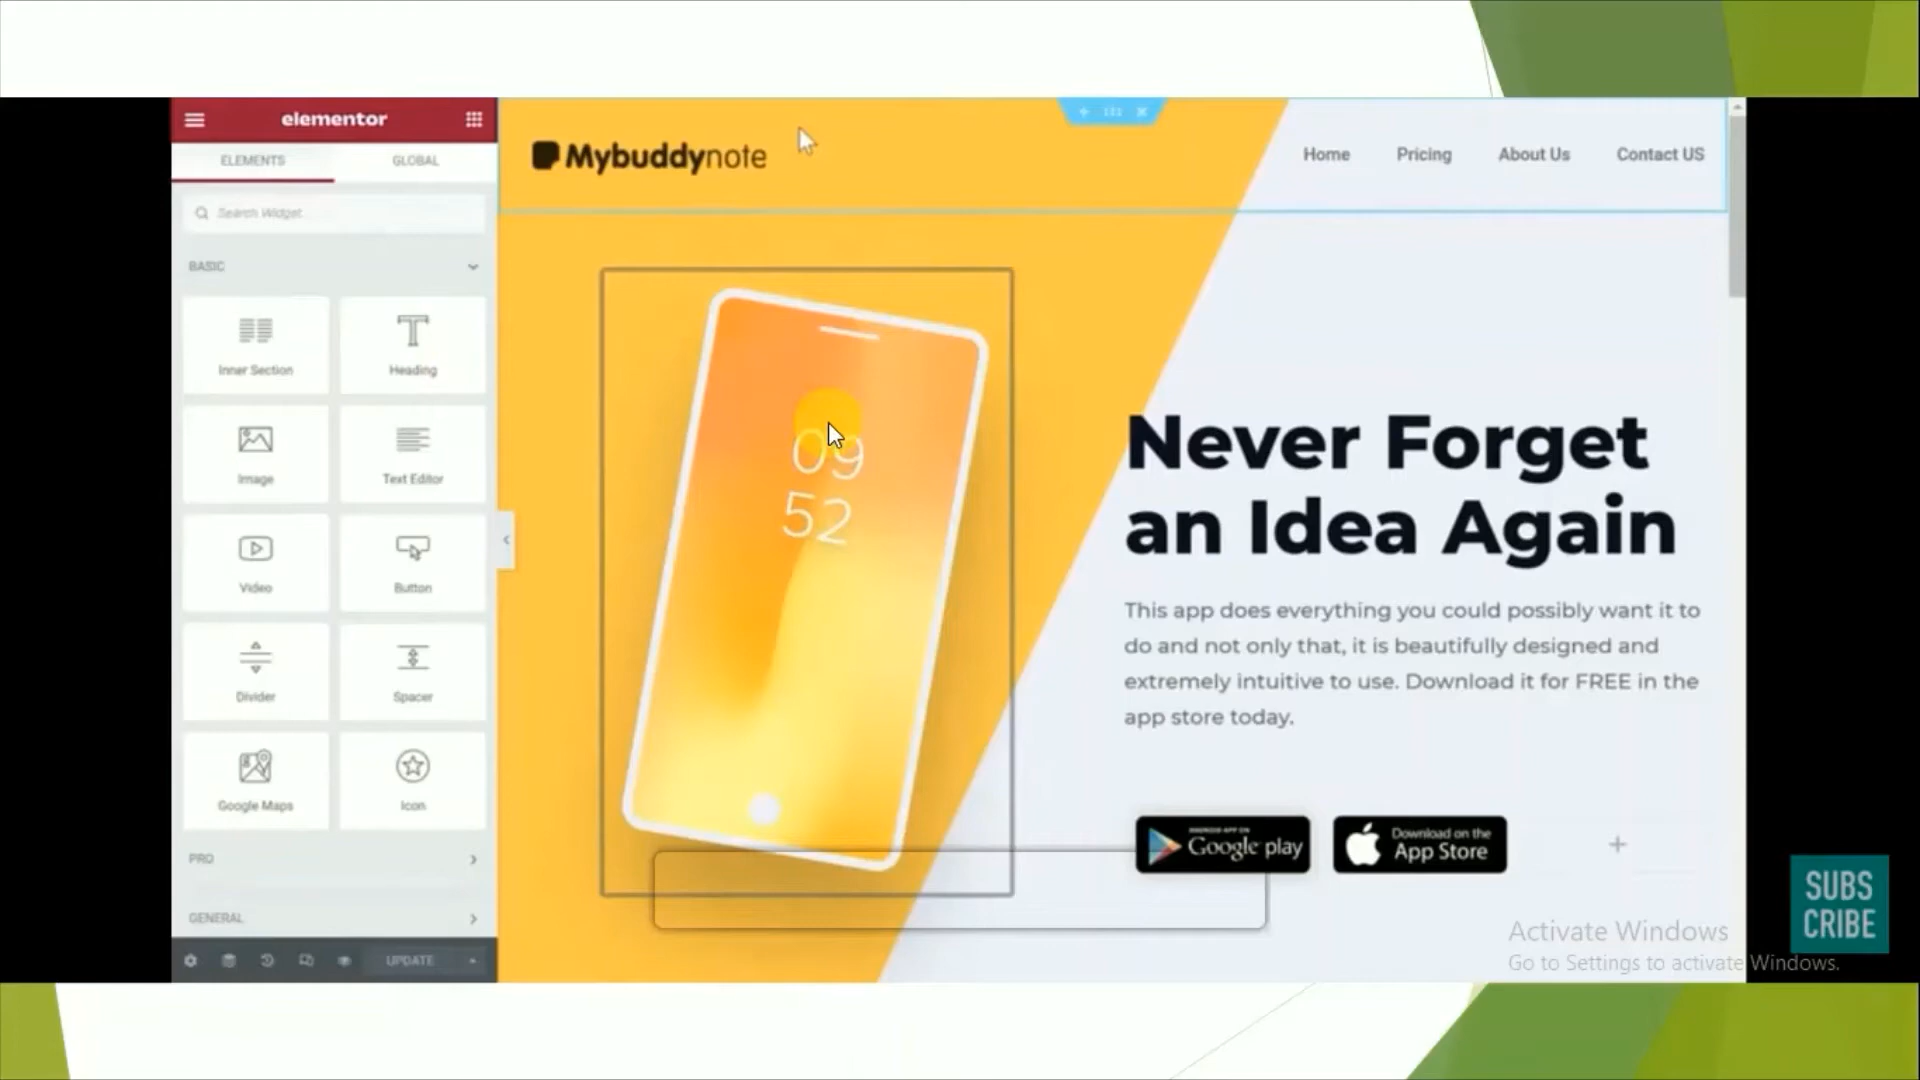 elementor
ELEMENTS GLOBAL
Search Widget...
BASIC
Inner Section Heading
Image Text Editor
Video Button
Divider Spacer
Google Maps Icon
PRO
GENERAL
UPDATE
Mybuddynote
Home Pricing About Us Contact US
09
52
Never Forget
an Idea Again
This app does everything you could possibly want it to
do and not only that, it is beautifully designed and
extremely intuitive to use. Download it for FREE in the
app store today.
ANDROID APP ON
Google play
Download on the
App Store
SUBS
CRIBE
Activate Windows
Go to Settings to activate Windows.